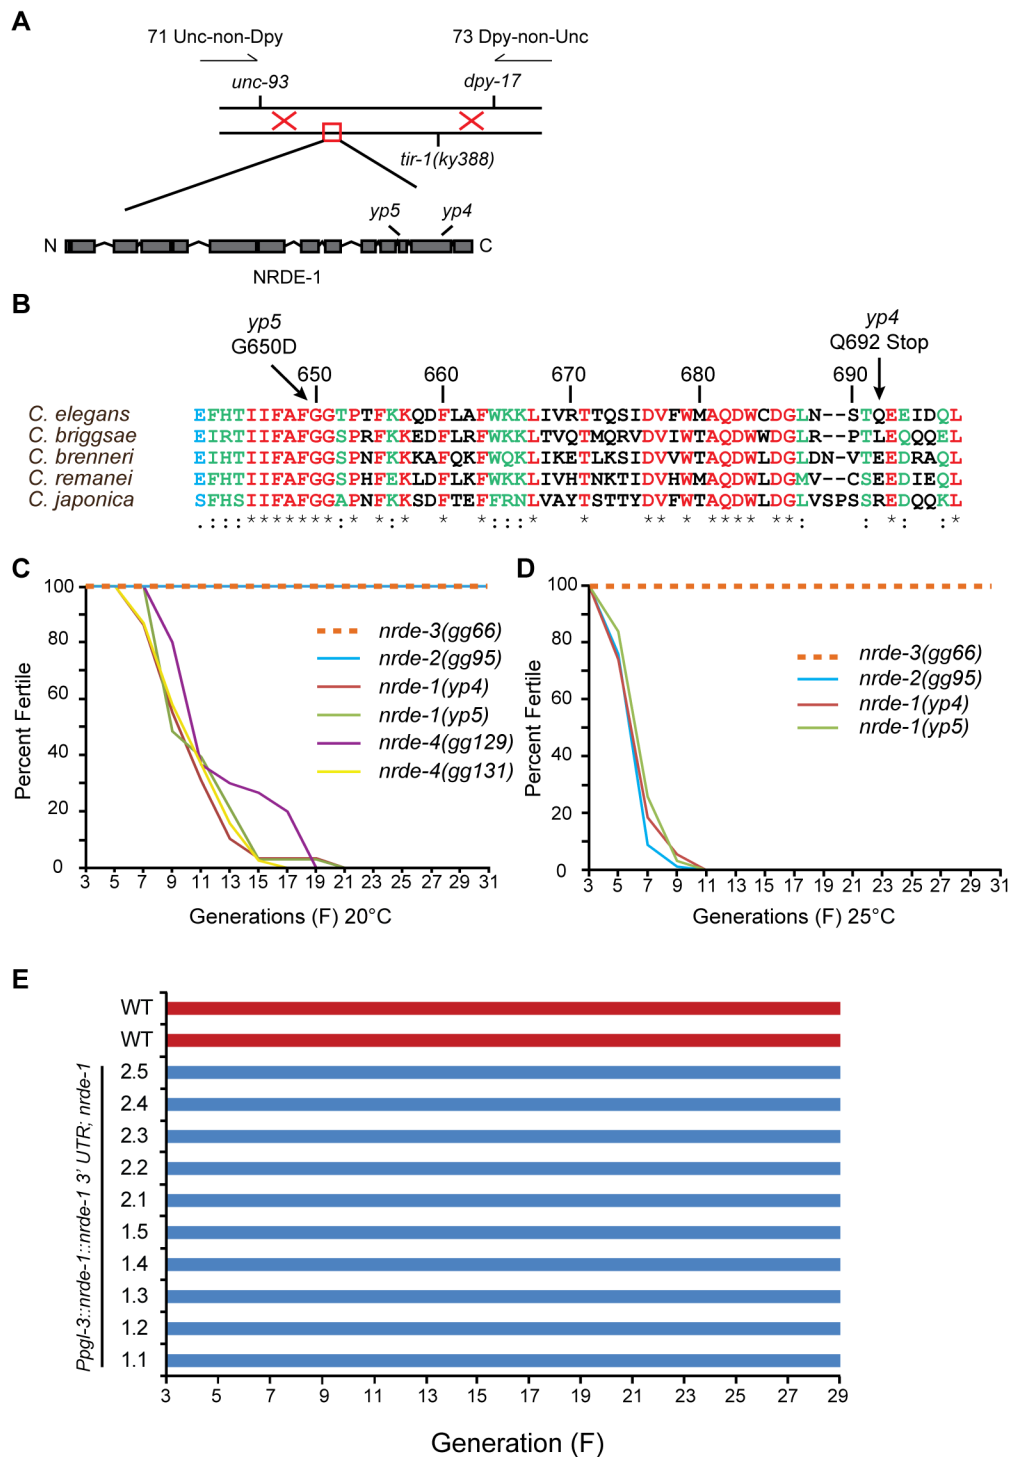 A
71 Unc-non-Dpy
73 Dpy-non-Unc
unc-93
dpy-17
tir-1(ky388)
yp5
yp4
N
C
NRDE-1
B
yp5
G650D
yp4
Q692 Stop
650 660 670 680 690
C. elegans EFHTIIFAFGGTPTFKKQDFLAFWKKLIVRTTQSIDVFWMAQDWCDGLN--STQEEIDQL
C. briggsae EIRTIIFAFGGSPRFKKEDFLRFWKKLTVQTMQRVDVIWTAQDWWDGLR--PTLEQQQEL
C. brenneri EIHTIIFAFGGTPNFKKKAFQKFWQKLIKETLKSIDVVWTAQDWLDGLDN-VTEEDRAQL
C. remanei EIHTIIFAFGGSPNFEKLDFLKFWKKLIVHTNKTIDVHWMAQDWLDGMV--CSEEDIEQL
C. japonica SFHSIIFAFGGAPNFEKSDFTEFFRNLVAYTSTTYDVFWTAQDWLDGLVSPSSREDQQKL
.:::********:* *:* * *:::* * ** * *** **: :*: :*
C
Percent Fertile
100
80
60
40
20
0
nrde-3(gg66)
nrde-2(gg95)
nrde-1(yp4)
nrde-1(yp5)
nrde-4(gg129)
nrde-4(gg131)
3 5 7 9 11 13 15 17 19 21 23 25 27 29 31
Generations (F) 20°C
D
Percent Fertile
100
80
60
40
20
0
nrde-3(gg66)
nrde-2(gg95)
nrde-1(yp4)
nrde-1(yp5)
3 5 7 9 11 13 15 17 19 21 23 25 27 29 31
Generations (F) 25°C
E
WT
WT
Ppgl-3::nrde-1::nrde-1 3' UTR; nrde-1
2.5
2.4
2.3
2.2
2.1
1.5
1.4
1.3
1.2
1.1
3 5 7 9 11 13 15 17 19 21 23 25 27 29
Generation (F)